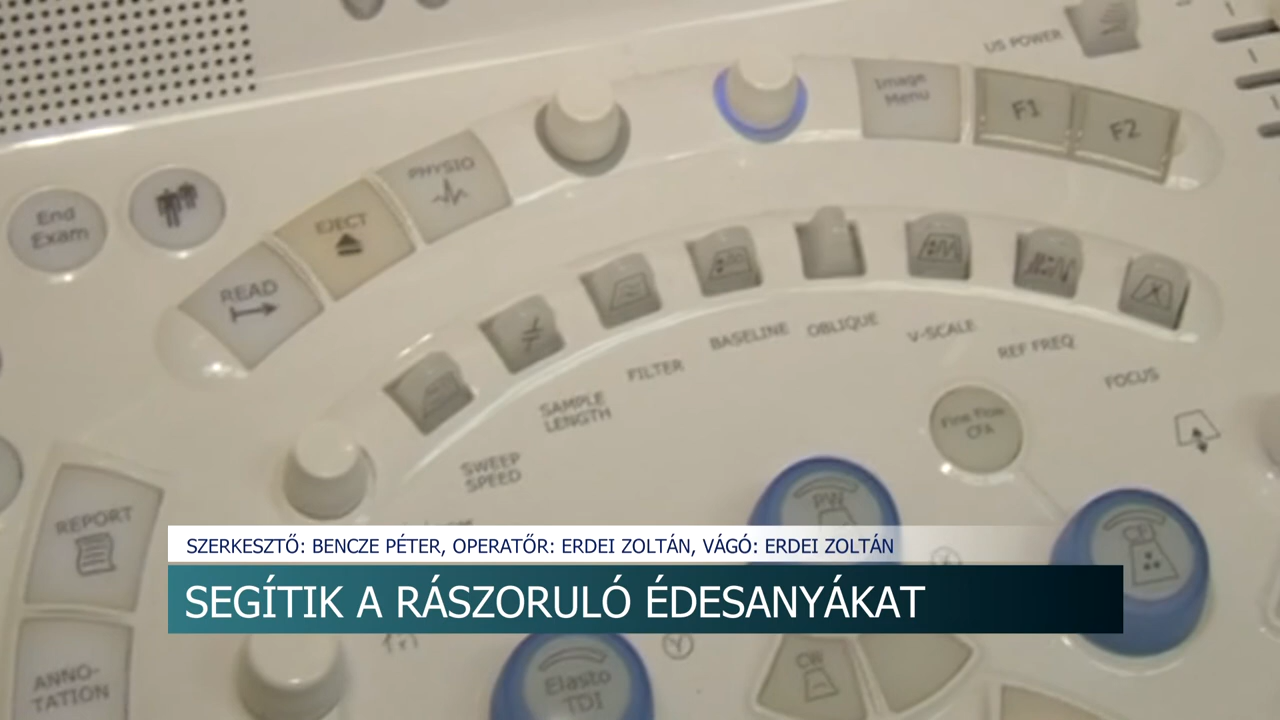 US POWER
Image
Menu
F1
F2
PHYSIO
EJECT
READ
End
Exam
BASELINE
OBLIQUE
V-SCALE
REF FREQ
FOCUS
FILTER
SAMPLE
LENGTH
SWEEP
SPEED
Fine Flow
CFA
REPORT
PW
CF
SZERKESZTŐ: BENCZE PÉTER, OPERATŐR: ERDEI ZOLTÁN, VÁGÓ: ERDEI ZOLTÁN
SEGÍTIK A RÁSZORULÓ ÉDESANYÁKAT
ANNO-
TATION
Elasto
TDI
Y
CW